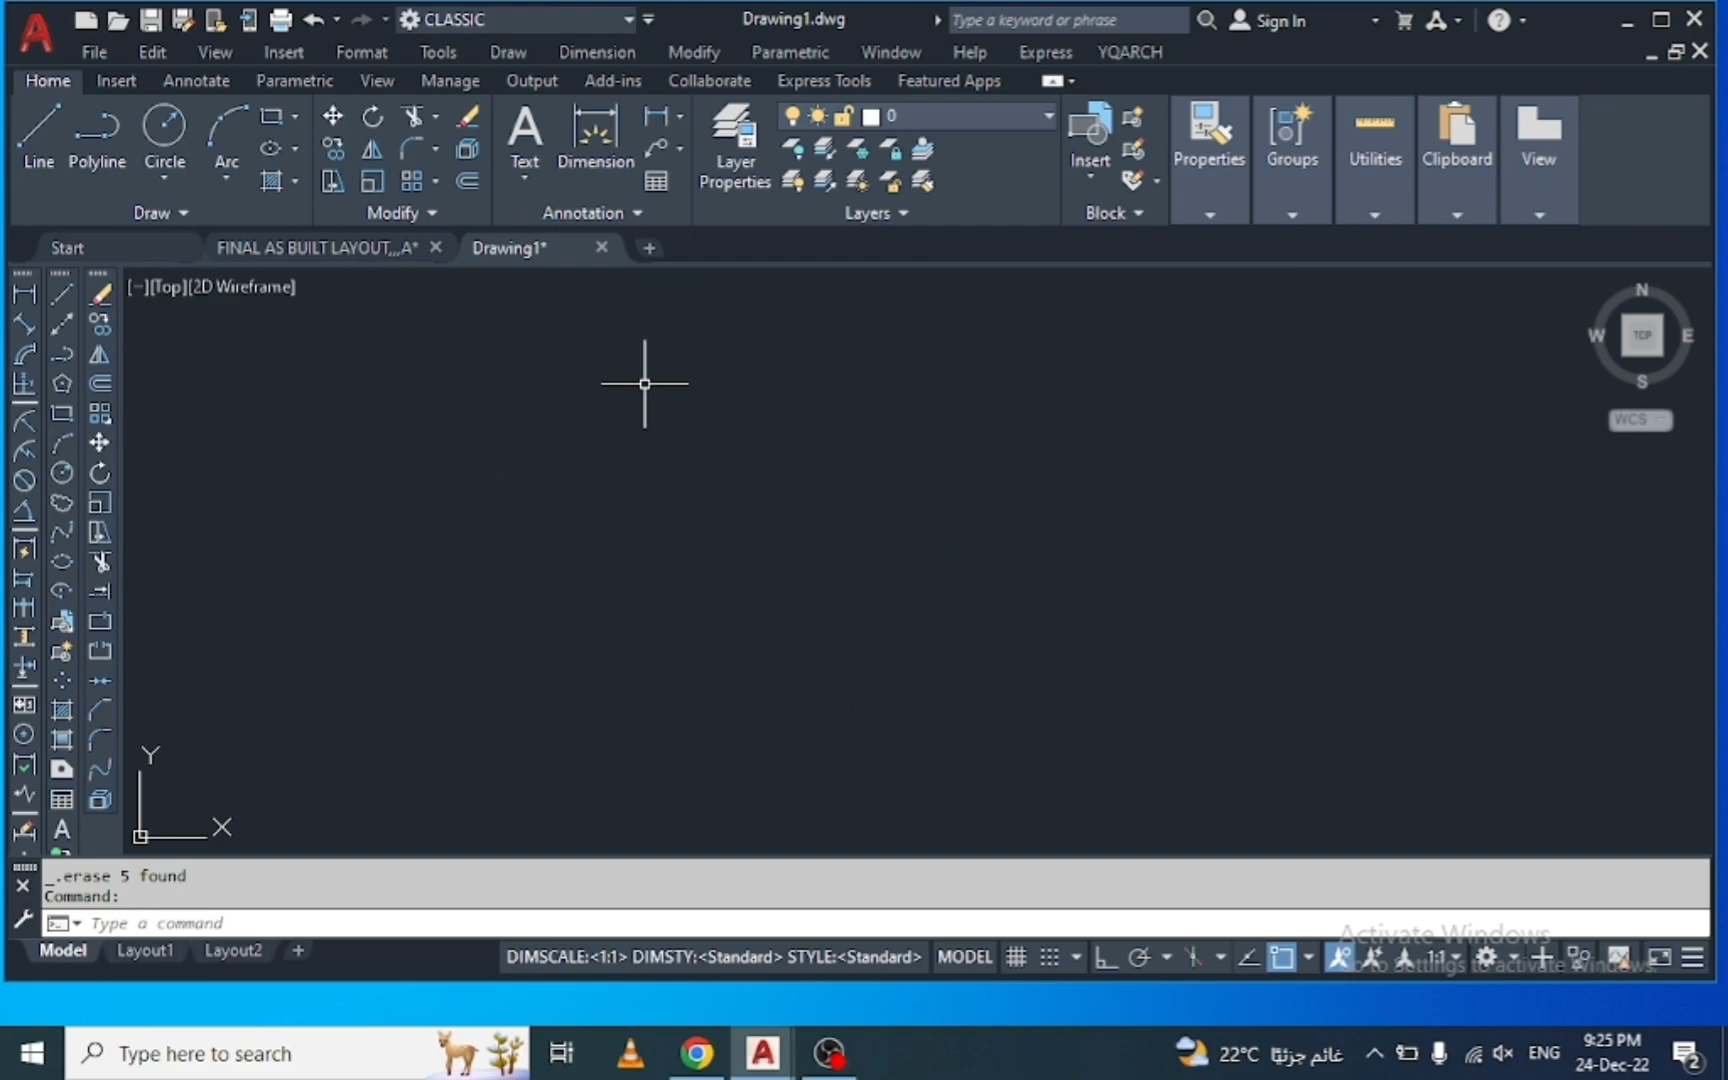 CLASSIC
Drawing1.dwg
Type a keyword or phrase
Sign In
File Edit View Insert Format Tools Draw Dimension Modify Parametric Window Help Express YQARCH
Home Insert Annotate Parametric View Manage Output Add-ins Collaborate Express Tools Featured Apps
0
Line Polyline Circle Arc Text Dimension Layer Properties Insert Properties Groups Utilities Clipboard View
Draw Modify Annotation Layers Block
Start FINAL AS BUILT LAYOUT,,,A* Drawing1*
[−][Top][2D Wireframe]
N
W TOP E
S
WCS
Y
X
_.erase 5 found
Command:
Type a command
Activate Windows
Go to Settings to activate Windows.
Model Layout1 Layout2 +
DIMSCALE:<1:1> DIMSTY:<Standard> STYLE:<Standard> MODEL 1:1
Type here to search
22°C غائم جزئيًا
ENG
9:25 PM
24-Dec-22
2